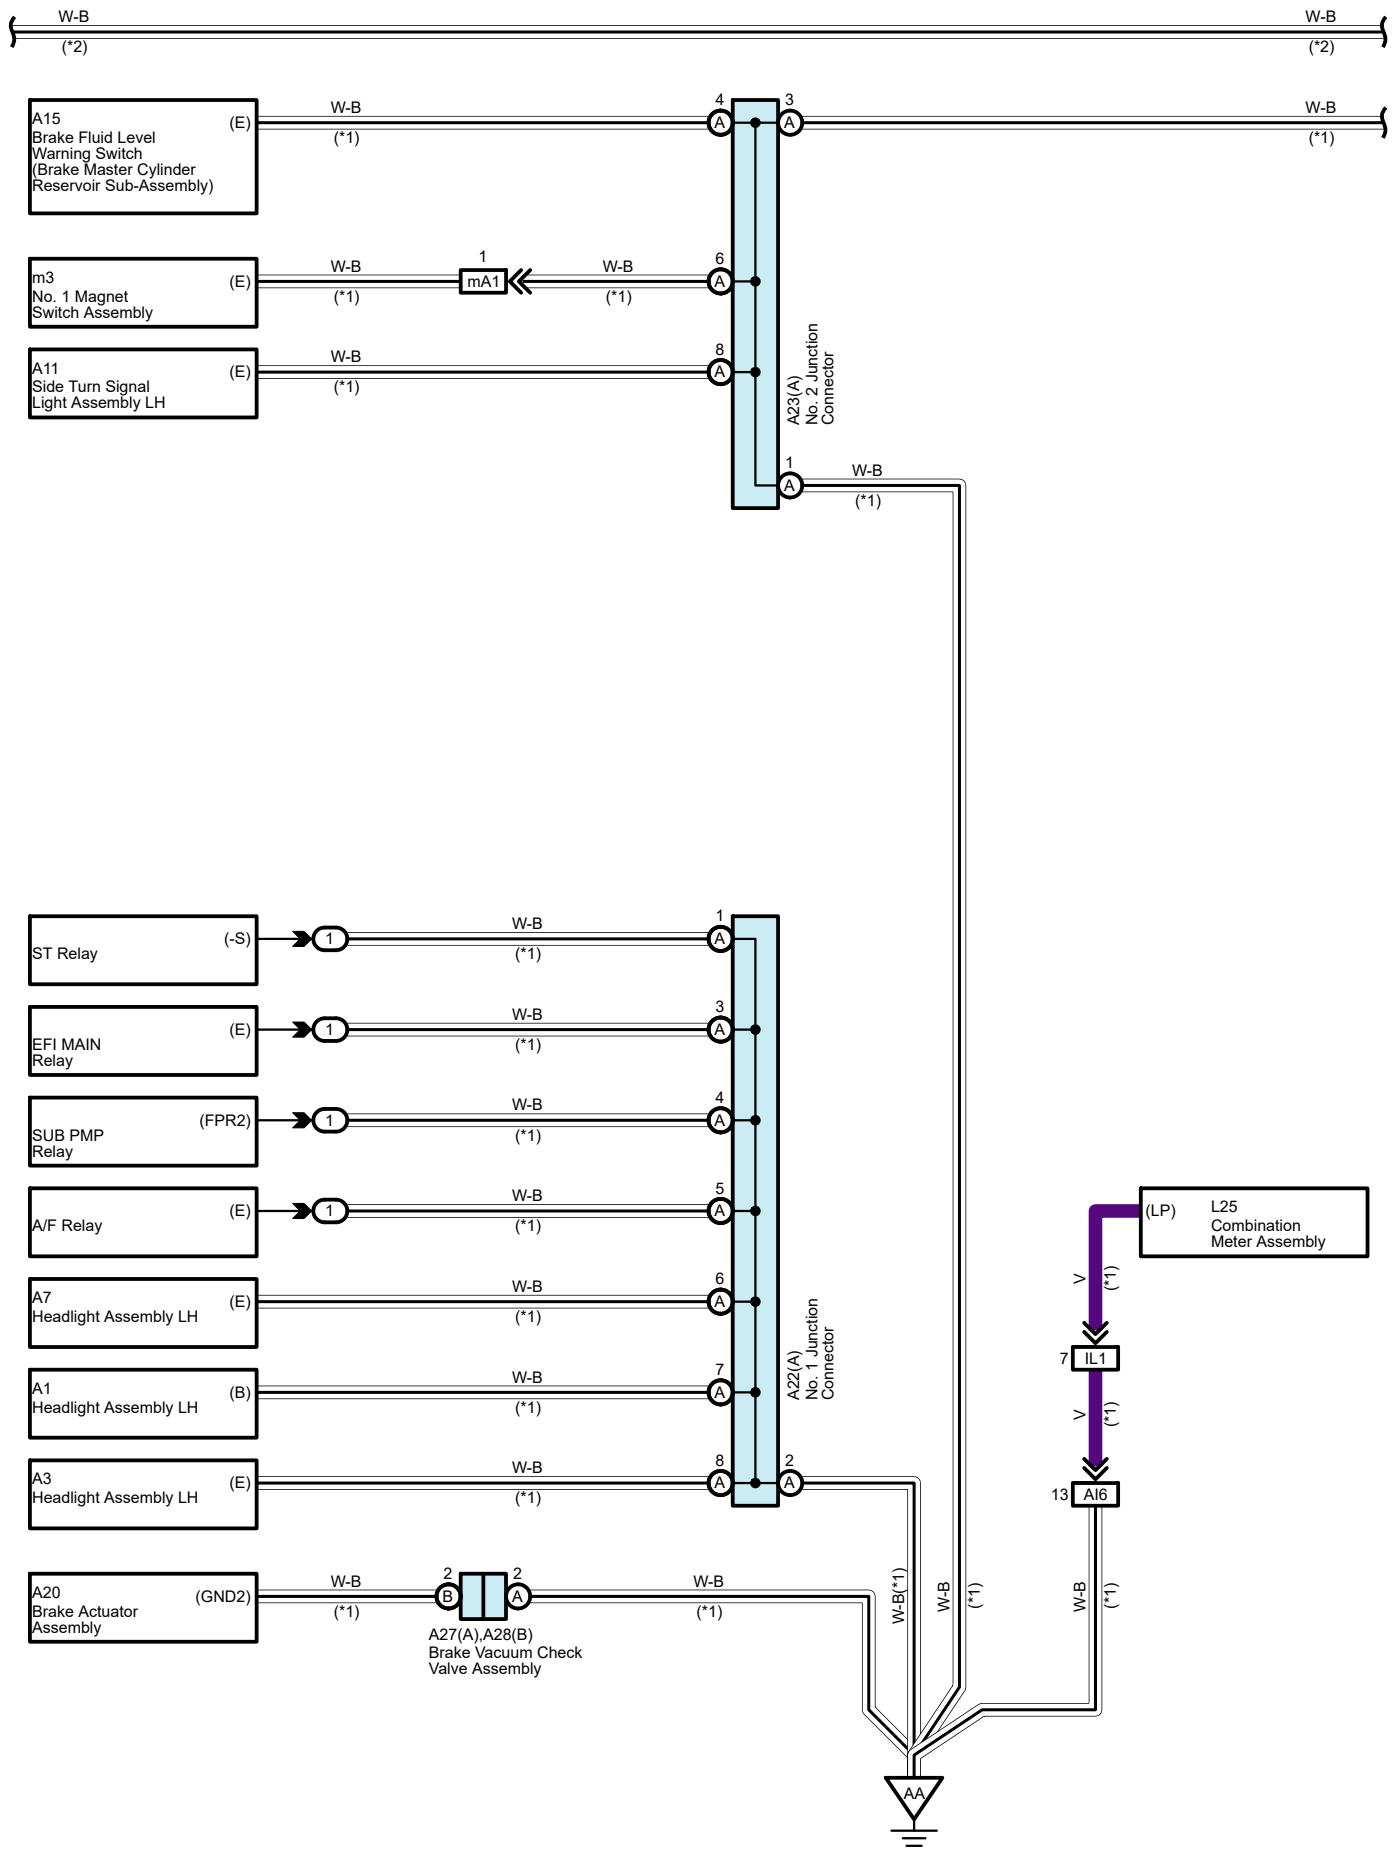 W-B
W-B
(*2)
(*2)
A15
Brake Fluid Level
Warning Switch
(Brake Master Cylinder
Reservoir Sub-Assembly)
(E)
W-B
(*1)
4
A
3
A
W-B
(*1)
m3
No. 1 Magnet
Switch Assembly
(E)
W-B
(*1)
1
mA1
W-B
(*1)
6
A
A11
Side Turn Signal
Light Assembly LH
(E)
W-B
(*1)
8
A
A23(A)
No. 2 Junction
Connector
1
A
W-B
(*1)
ST Relay
(-S)
1
W-B
(*1)
1
A
EFI MAIN
Relay
(E)
1
W-B
(*1)
3
A
SUB PMP
Relay
(FPR2)
1
W-B
(*1)
4
A
A/F Relay
(E)
1
W-B
(*1)
5
A
(LP)
L25
Combination
Meter Assembly
V
(*1)
A7
Headlight Assembly LH
(E)
W-B
(*1)
6
A
7
IL1
A22(A)
No. 1 Junction
Connector
A1
Headlight Assembly LH
(B)
W-B
(*1)
7
A
V
(*1)
A3
Headlight Assembly LH
(E)
W-B
(*1)
8
A
2
A
13
AI6
A20
Brake Actuator
Assembly
(GND2)
W-B
(*1)
2
B
2
A
W-B
(*1)
A27(A),A28(B)
Brake Vacuum Check
Valve Assembly
W-B(*1)
W-B
(*1)
W-B
(*1)
AA